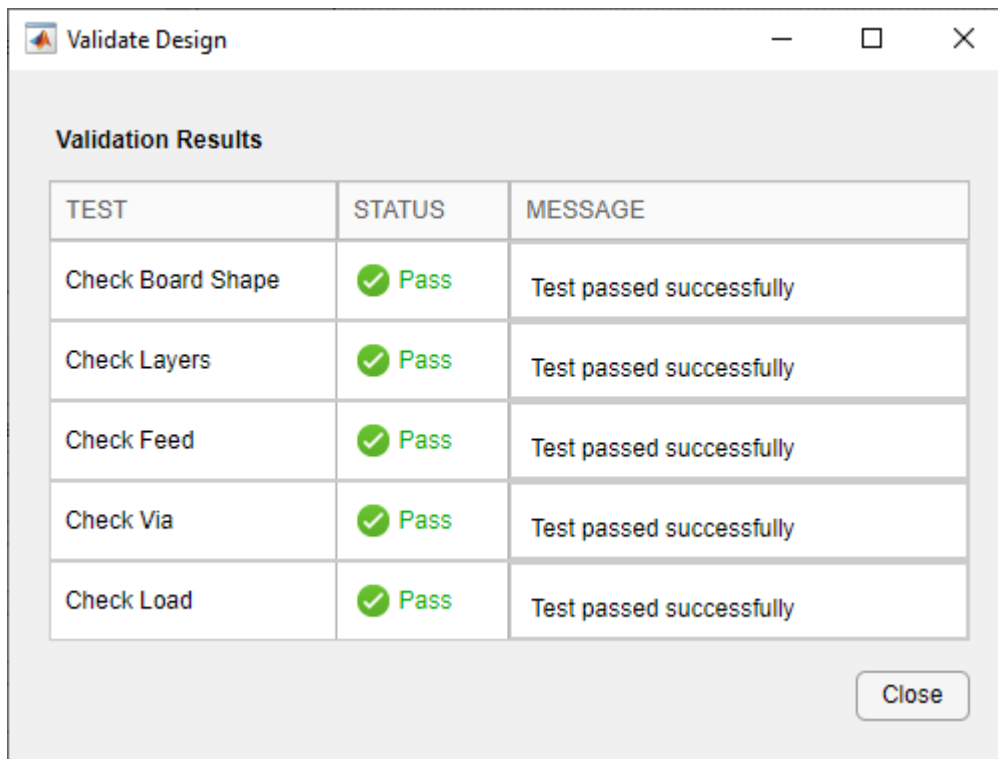 Validate Design
Validation Results
TEST STATUS MESSAGE
Check Board Shape Pass Test passed successfully
Check Layers Pass Test passed successfully
Check Feed Pass Test passed successfully
Check Via Pass Test passed successfully
Check Load Pass Test passed successfully
Close